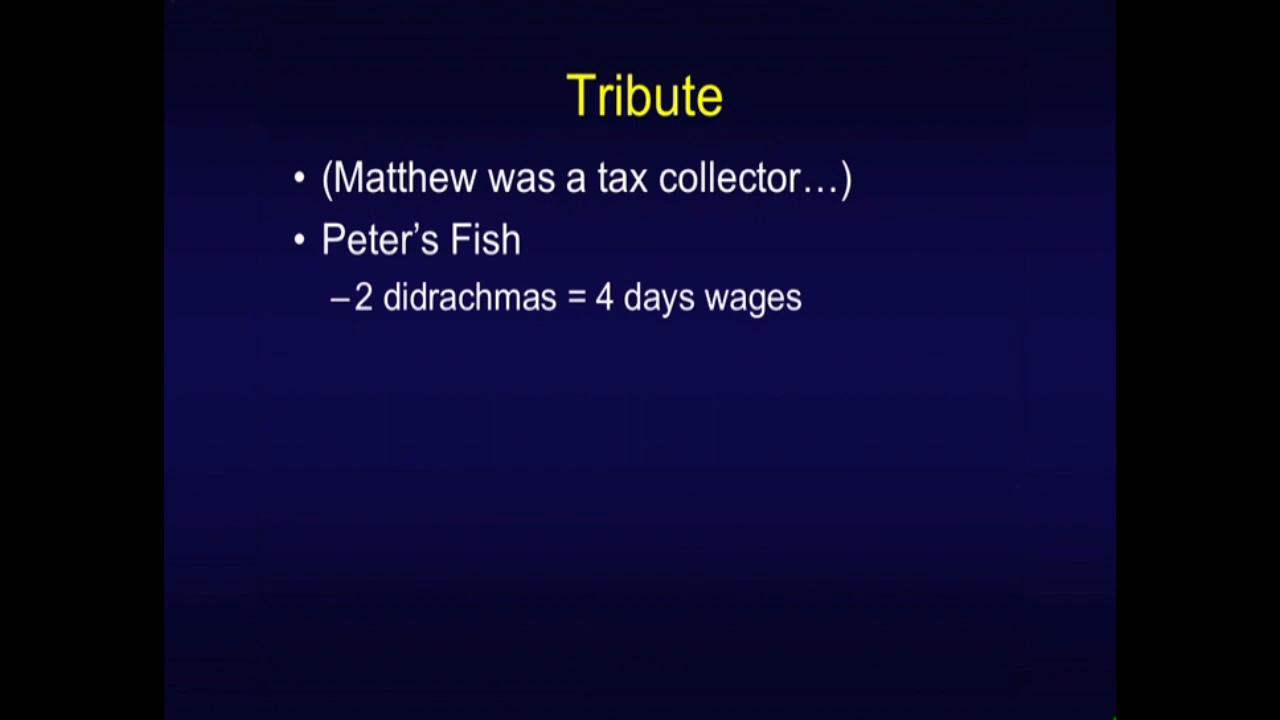 Tribute
• (Matthew was a tax collector…)
• Peter’s Fish
–2 didrachmas = 4 days wages